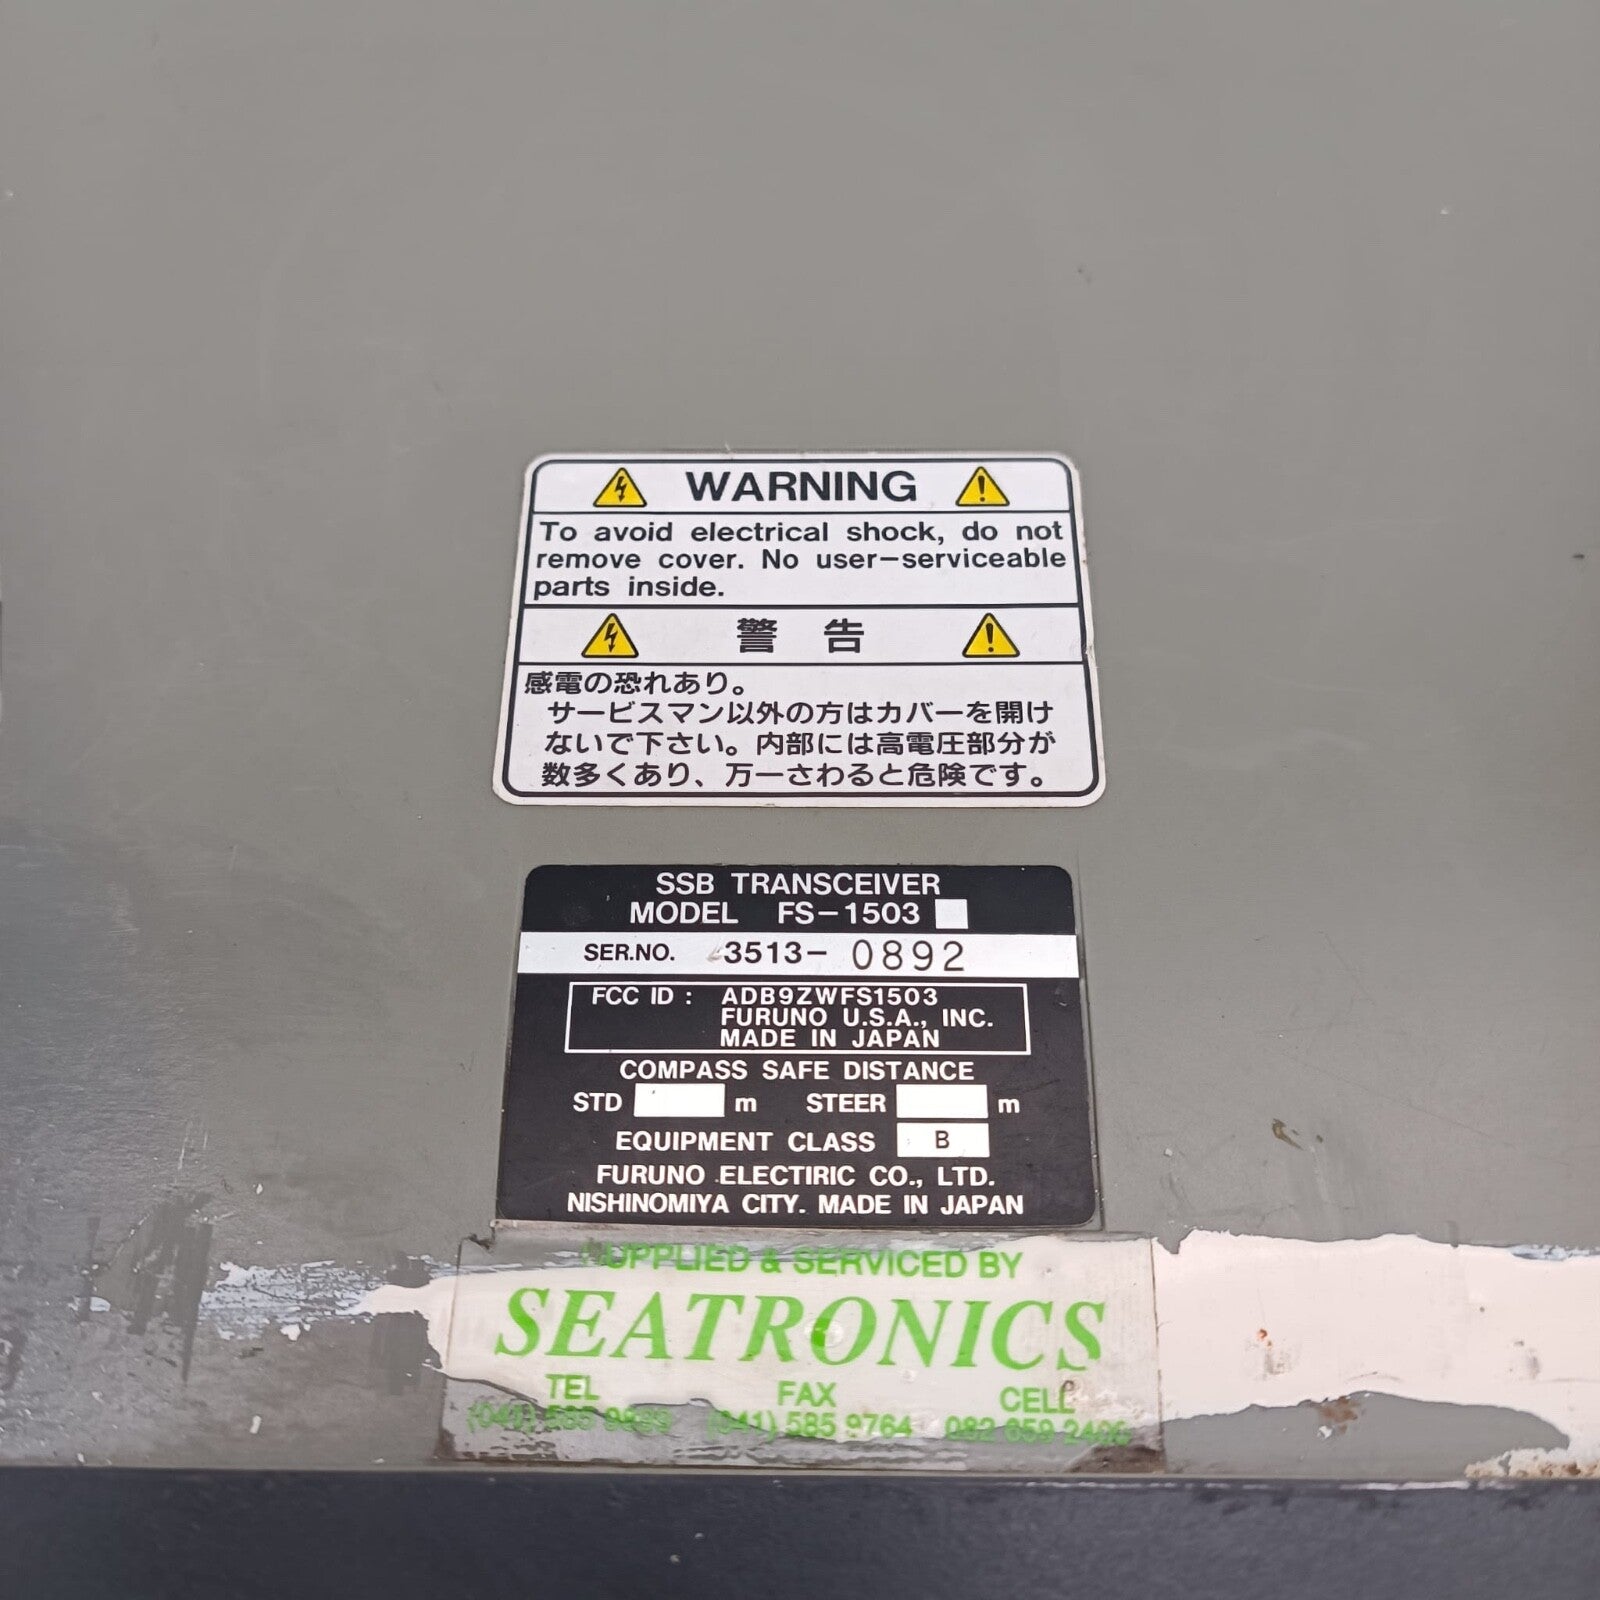 WARNING
To avoid electrical shock, do not
remove cover. No user-serviceable
parts inside.
警告
感電の恐れあり。
サービスマン以外の方はカバーを開け
ないで下さい。内部には高電圧部分が
数多くあり、万一さわると危険です。
SSB TRANSCEIVER
MODEL FS-1503
SER.NO. 3513- 0892
FCC ID : ADB9ZWFS1503
FURUNO U.S.A., INC.
MADE IN JAPAN
COMPASS SAFE DISTANCE
STD m STEER m
EQUIPMENT CLASS B
FURUNO ELECTIRIC CO., LTD.
NISHINOMIYA CITY. MADE IN JAPAN
SUPPLIED & SERVICED BY
SEATRONICS
TEL FAX CELL
(041) 585 (041) 585 9764 082 659